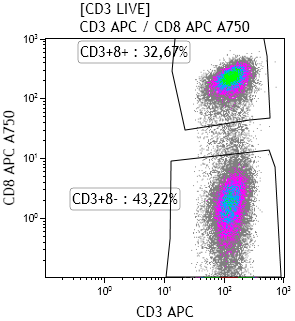 [CD3 LIVE]
CD3 APC / CD8 APC A750
10³
CD3+8+ : 32,67%
10²
10¹
CD3+8- : 43,22%
10⁰
CD8 APC A750
10⁰ 10¹ 10² 10³
CD3 APC